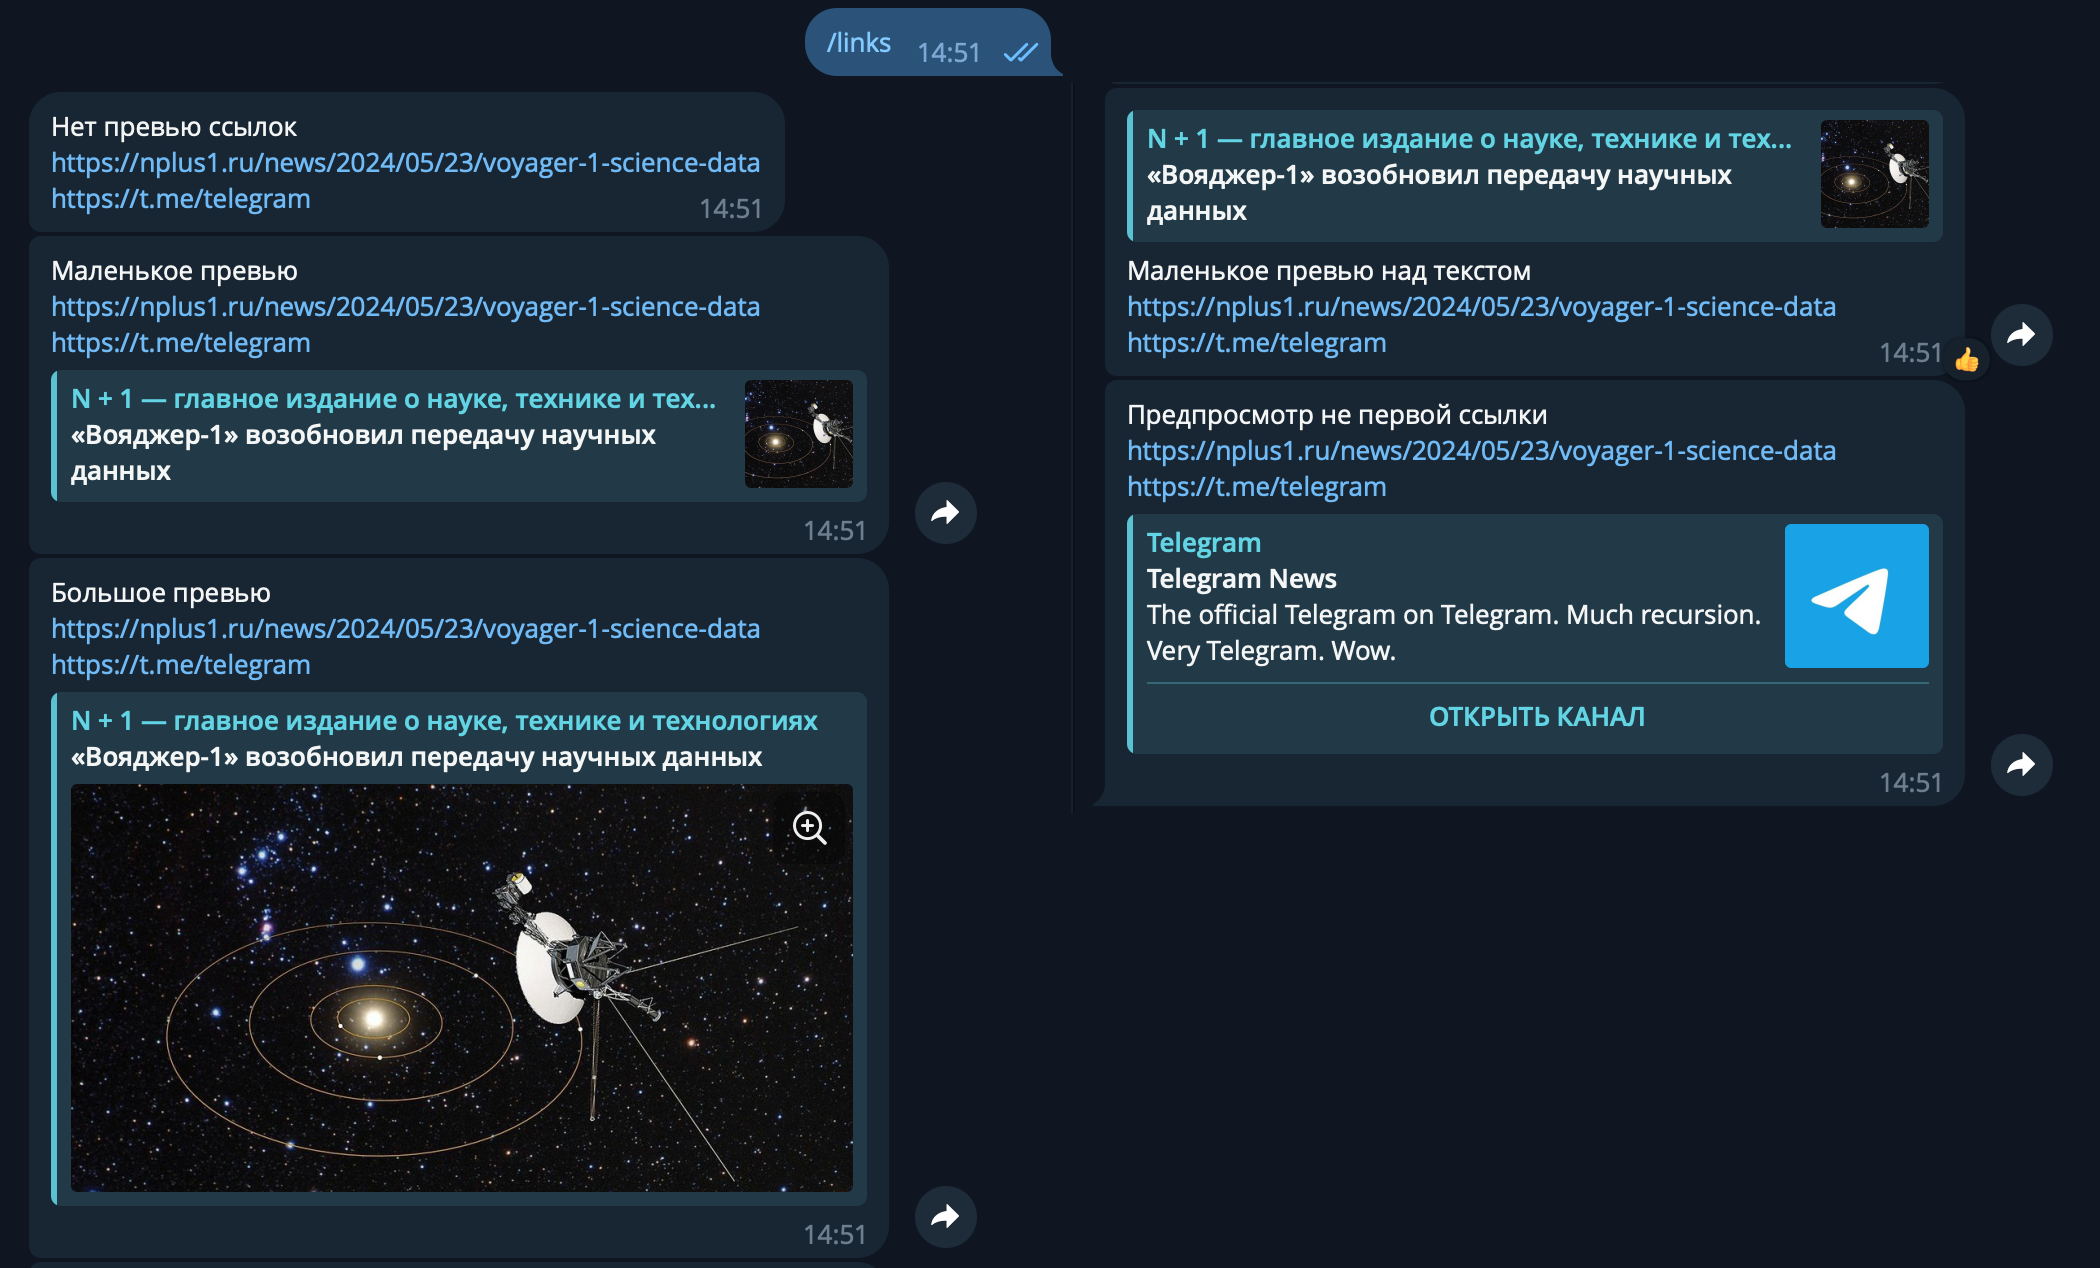 /links 14:51
Нет превью ссылок
https://nplus1.ru/news/2024/05/23/voyager-1-science-data
https://t.me/telegram
14:51
Маленькое превью
https://nplus1.ru/news/2024/05/23/voyager-1-science-data
https://t.me/telegram
N + 1 — главное издание о науке, технике и тех...
«Вояджер-1» возобновил передачу научных
данных
14:51
Большое превью
https://nplus1.ru/news/2024/05/23/voyager-1-science-data
https://t.me/telegram
N + 1 — главное издание о науке, технике и технологиях
«Вояджер-1» возобновил передачу научных данных
14:51
N + 1 — главное издание о науке, технике и тех...
«Вояджер-1» возобновил передачу научных
данных
Маленькое превью над текстом
https://nplus1.ru/news/2024/05/23/voyager-1-science-data
https://t.me/telegram
14:51
Предпросмотр не первой ссылки
https://nplus1.ru/news/2024/05/23/voyager-1-science-data
https://t.me/telegram
Telegram
Telegram News
The official Telegram on Telegram. Much recursion.
Very Telegram. Wow.
ОТКРЫТЬ КАНАЛ
14:51